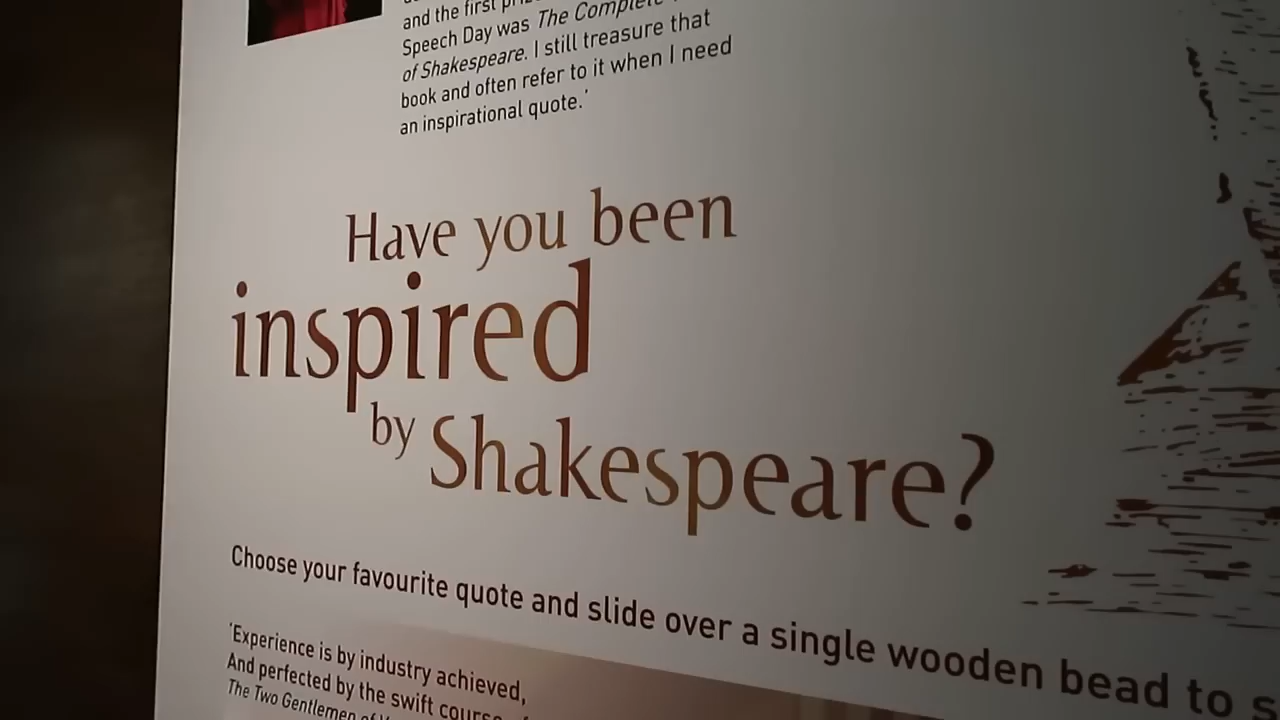 and the first
Speech Day was The Complete
of Shakespeare. I still treasure that
book and often refer to it when I need
an inspirational quote.'
Have you been
inspired
by Shakespeare?
Choose your favourite quote and slide over a single wooden bead to
'Experience is by industry achieved,
And perfected by the swift course
The Two Gentlemen of